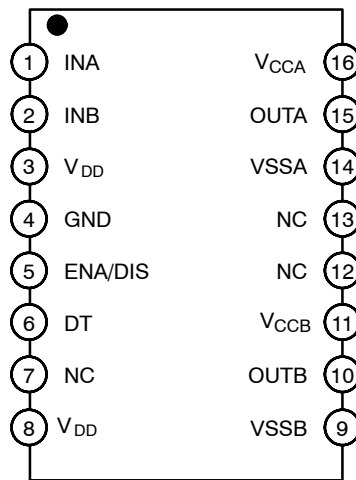 1 INA VCCA 16
2 INB OUTA 15
3 VDD VSSA 14
4 GND NC 13
5 ENA/DIS NC 12
6 DT VCCB 11
7 NC OUTB 10
8 VDD VSSB 9